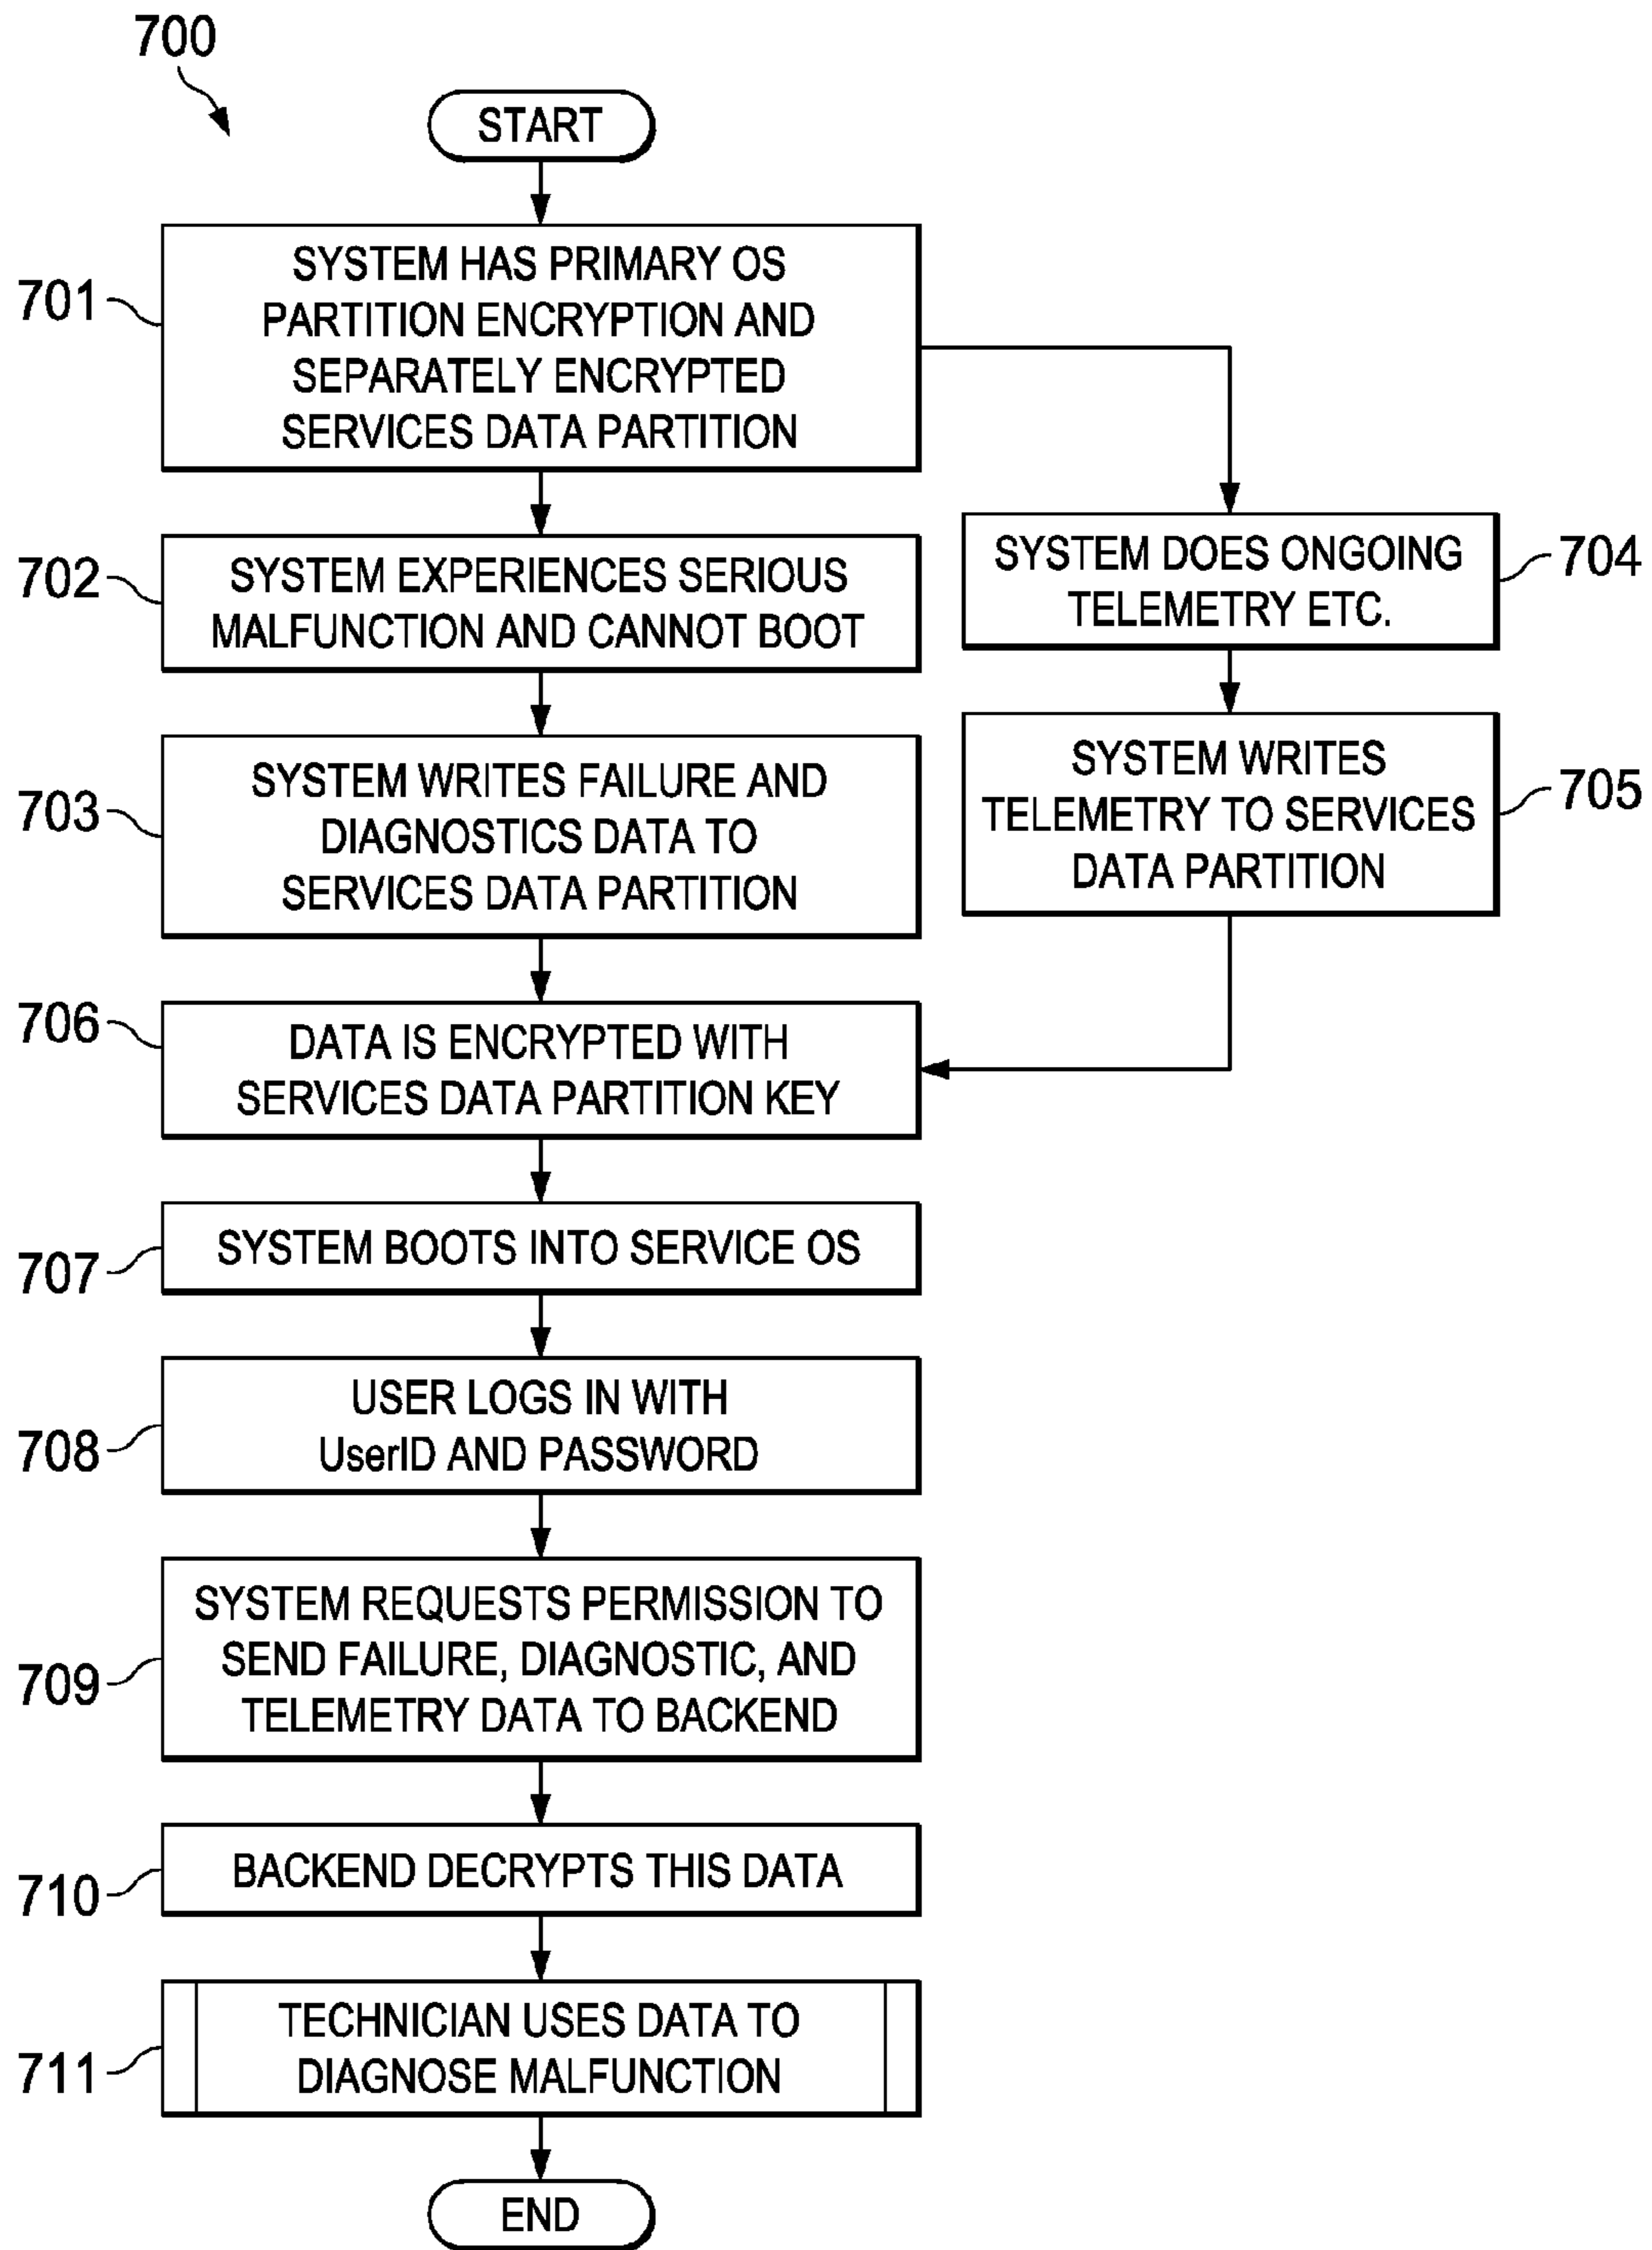 700
START
701
SYSTEM HAS PRIMARY OS
PARTITION ENCRYPTION AND
SEPARATELY ENCRYPTED
SERVICES DATA PARTITION
702
SYSTEM EXPERIENCES SERIOUS
MALFUNCTION AND CANNOT BOOT
SYSTEM DOES ONGOING
TELEMETRY ETC.
704
703
SYSTEM WRITES FAILURE AND
DIAGNOSTICS DATA TO
SERVICES DATA PARTITION
SYSTEM WRITES
TELEMETRY TO SERVICES
DATA PARTITION
705
706
DATA IS ENCRYPTED WITH
SERVICES DATA PARTITION KEY
707
SYSTEM BOOTS INTO SERVICE OS
708
USER LOGS IN WITH
UserID AND PASSWORD
709
SYSTEM REQUESTS PERMISSION TO
SEND FAILURE, DIAGNOSTIC, AND
TELEMETRY DATA TO BACKEND
710
BACKEND DECRYPTS THIS DATA
711
TECHNICIAN USES DATA TO
DIAGNOSE MALFUNCTION
END